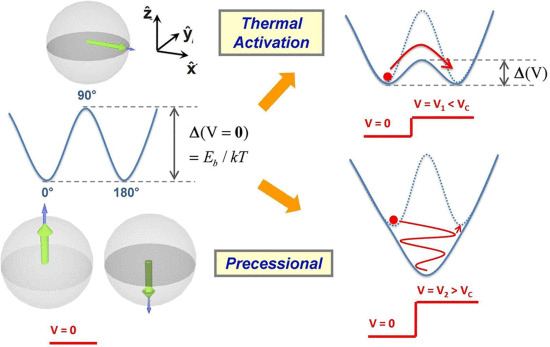 ẑ
ŷ
x̂
90°
0°
180°
Δ(V = 0)
= E_b / kT
V = 0
Thermal
Activation
Δ(V)
V = V₁ < V_C
V = 0
Precessional
V = V₂ > V_C
V = 0